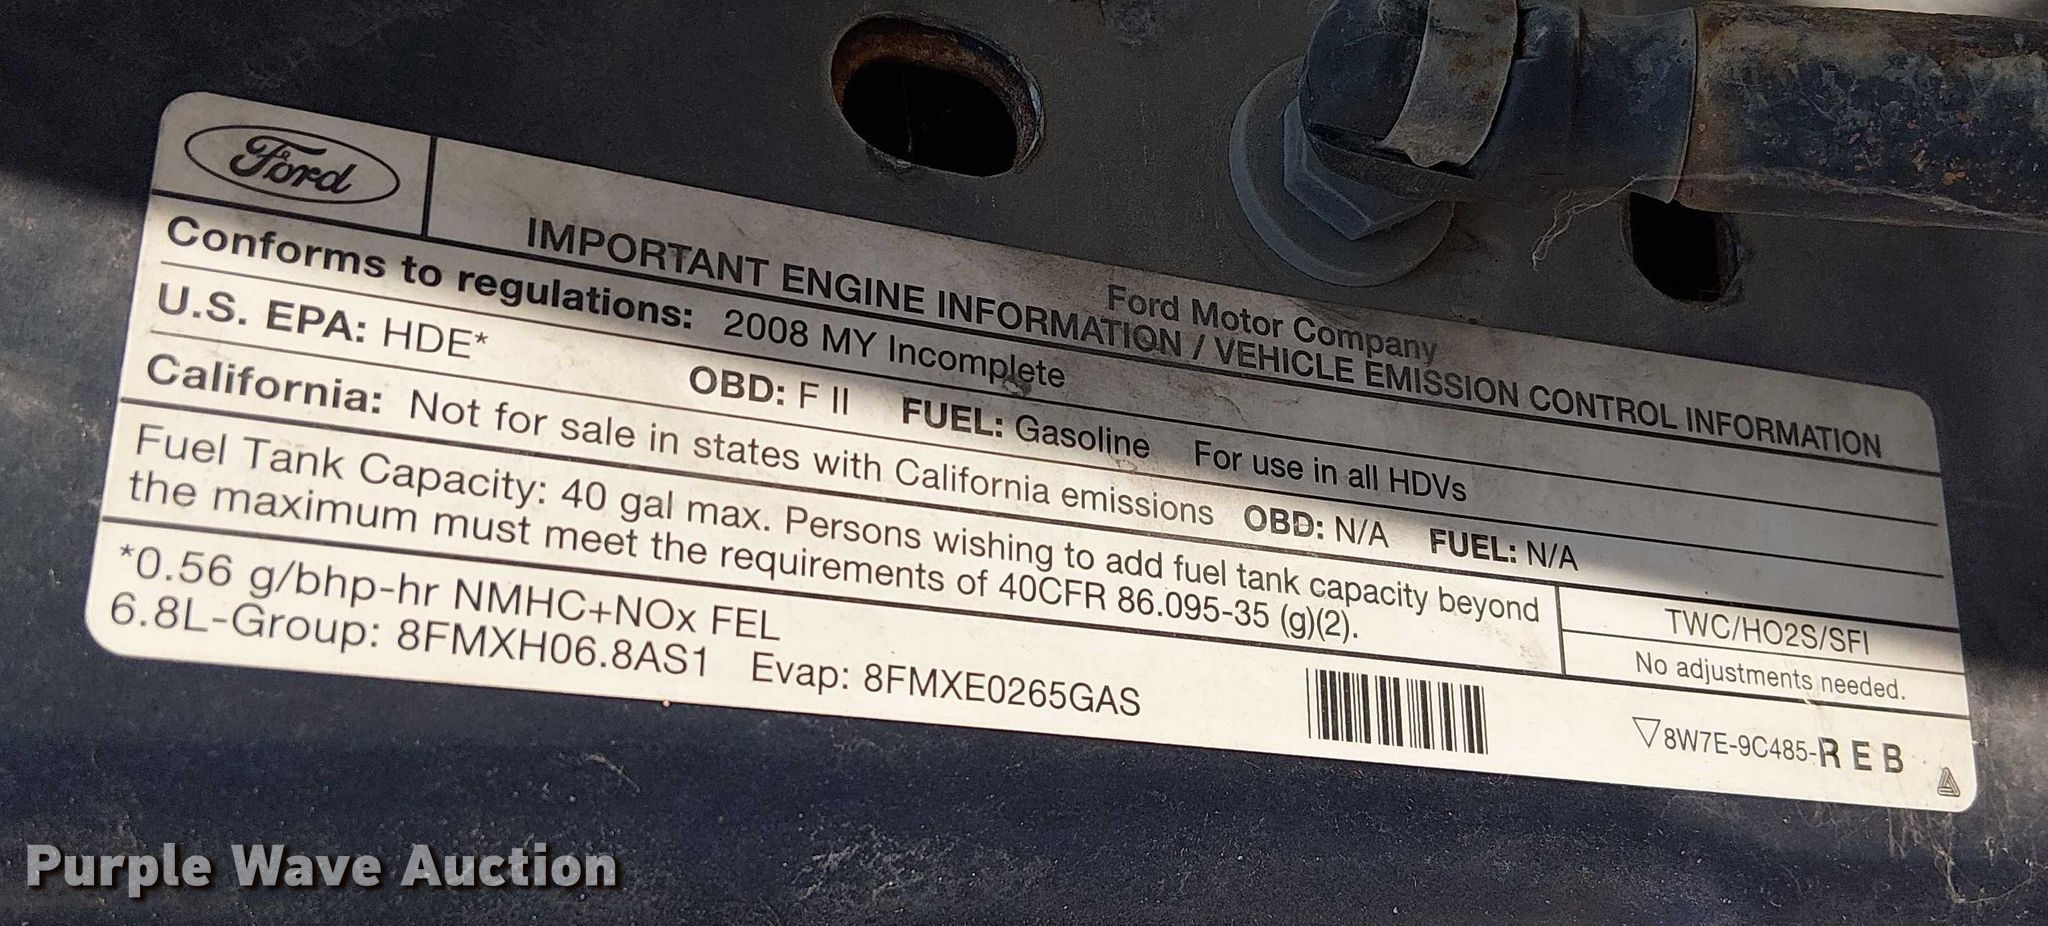 Ford
Ford Motor Company
IMPORTANT ENGINE INFORMATION / VEHICLE EMISSION CONTROL INFORMATION
Conforms to regulations: 2008 MY Incomplete
U.S. EPA: HDE* OBD: F II FUEL: Gasoline For use in all HDVs
California: Not for sale in states with California emissions OBD: N/A FUEL: N/A
Fuel Tank Capacity: 40 gal max. Persons wishing to add fuel tank capacity beyond
the maximum must meet the requirements of 40CFR 86.095-35 (g)(2).
TWC/HO2S/SFI
No adjustments needed.
*0.56 g/bhp-hr NMHC+NOx FEL
6.8L-Group: 8FMXH06.8AS1 Evap: 8FMXE0265GAS
▽8W7E-9C485-R E B
Purple Wave Auction